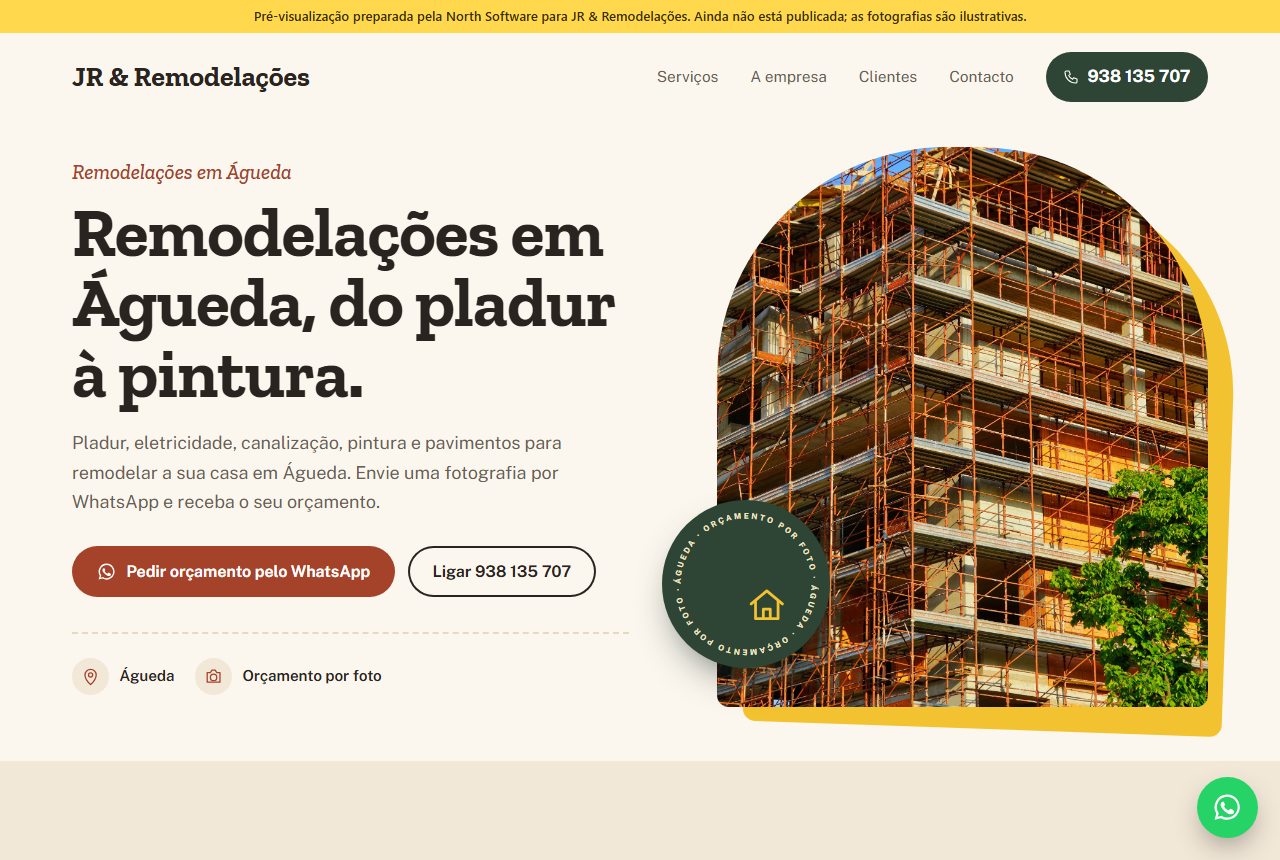 Pré-visualização preparada pela North Software para JR & Remodelações. Ainda não está publicada; as fotografias são ilustrativas.
JR & Remodelações
Serviços
A empresa
Clientes
Contacto
938 135 707
Remodelações em Águeda
Remodelações em
Águeda, do pladur
à pintura.
Pladur, eletricidade, canalização, pintura e pavimentos para
remodelar a sua casa em Águeda. Envie uma fotografia por
WhatsApp e receba o seu orçamento.
Pedir orçamento pelo WhatsApp
Ligar 938 135 707
ÁGUEDA · ORÇAMENTO POR FOTO · ÁGUEDA · ORÇAMENTO POR FOTO ·
Águeda
Orçamento por foto